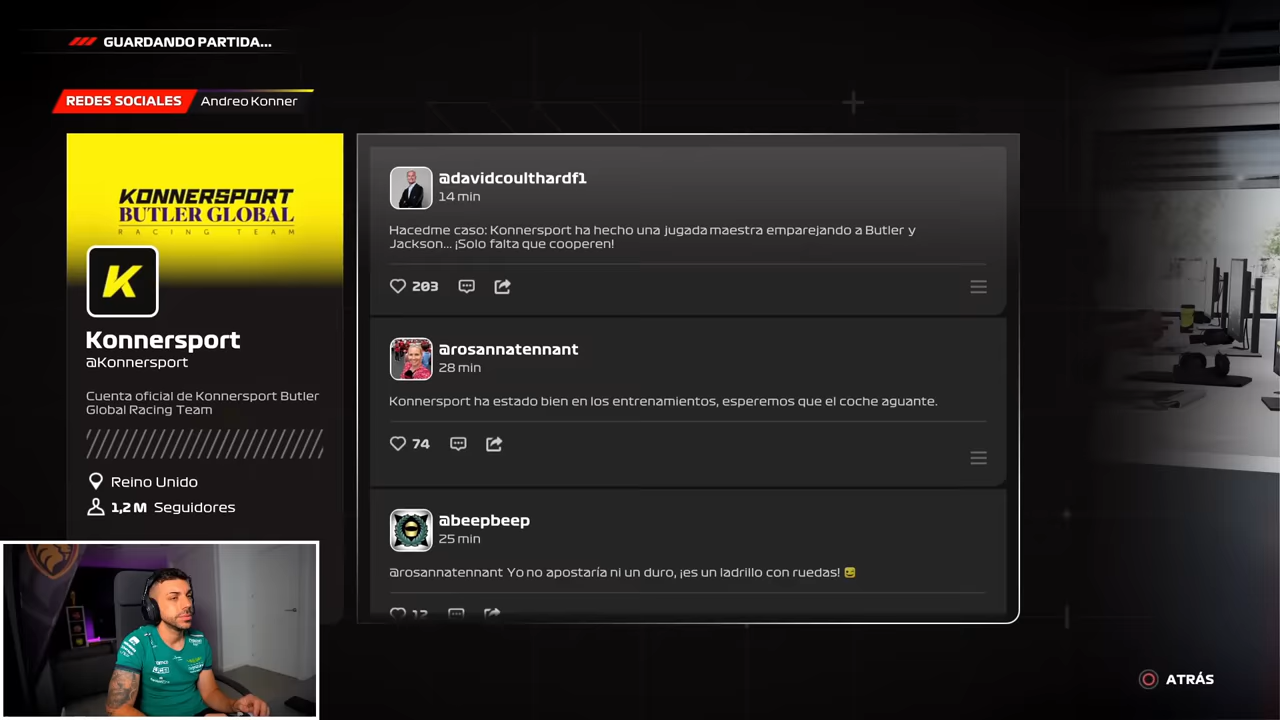 GUARDANDO PARTIDA...
REDES SOCIALES
Andreo Konner
KONNERSPORT
BUTLER GLOBAL
RACING TEAM
K
Konnersport
@Konnersport
Cuenta oficial de Konnersport Butler
Global Racing Team
Reino Unido
1,2 M Seguidores
@davidcoulthardf1
14 min
Hacedme caso: Konnersport ha hecho una jugada maestra emparejando a Butler y
Jackson... ¡Solo falta que cooperen!
203
@rosannatennant
28 min
Konnersport ha estado bien en los entrenamientos, esperemos que el coche aguante.
74
@beepbeep
25 min
@rosannatennant Yo no apostaría ni un duro, ¡es un ladrillo con ruedas! 😆
12
ATRÁS